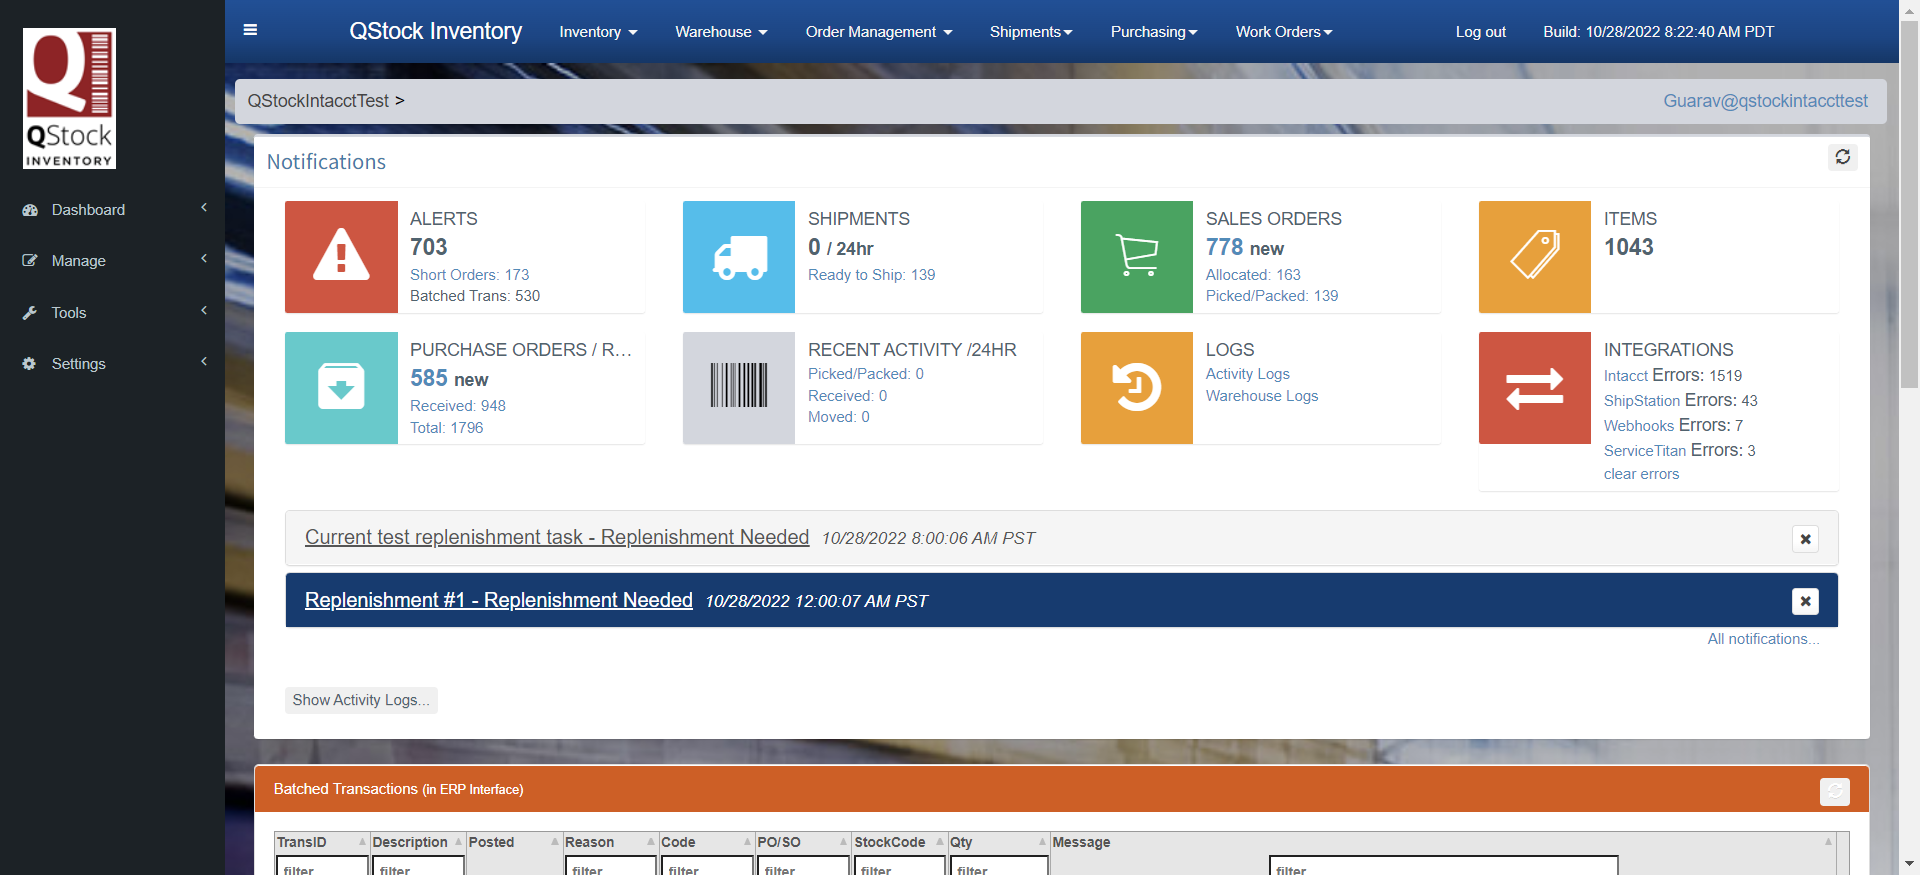 QStock
INVENTORY
Dashboard
Manage
Tools
Settings
QStock Inventory
Inventory
Warehouse
Order Management
Shipments
Purchasing
Work Orders
Log out
Build: 10/28/2022 8:22:40 AM PDT
QStockIntacctTest >
Guarav@qstockintaccttest
Notifications
ALERTS
703
Short Orders: 173
Batched Trans: 530
SHIPMENTS
0 / 24hr
Ready to Ship: 139
SALES ORDERS
778 new
Allocated: 163
Picked/Packed: 139
ITEMS
1043
PURCHASE ORDERS / R...
585 new
Received: 948
Total: 1796
RECENT ACTIVITY /24HR
Picked/Packed: 0
Received: 0
Moved: 0
LOGS
Activity Logs
Warehouse Logs
INTEGRATIONS
Intacct Errors: 1519
ShipStation Errors: 43
Webhooks Errors: 7
ServiceTitan Errors: 3
clear errors
Current test replenishment task - Replenishment Needed 10/28/2022 8:00:06 AM PST
Replenishment #1 - Replenishment Needed 10/28/2022 12:00:07 AM PST
All notifications...
Show Activity Logs...
Batched Transactions (in ERP Interface)
TransID Description Posted Reason Code PO/SO StockCode Qty Message
filter filter filter filter filter filter filter filter